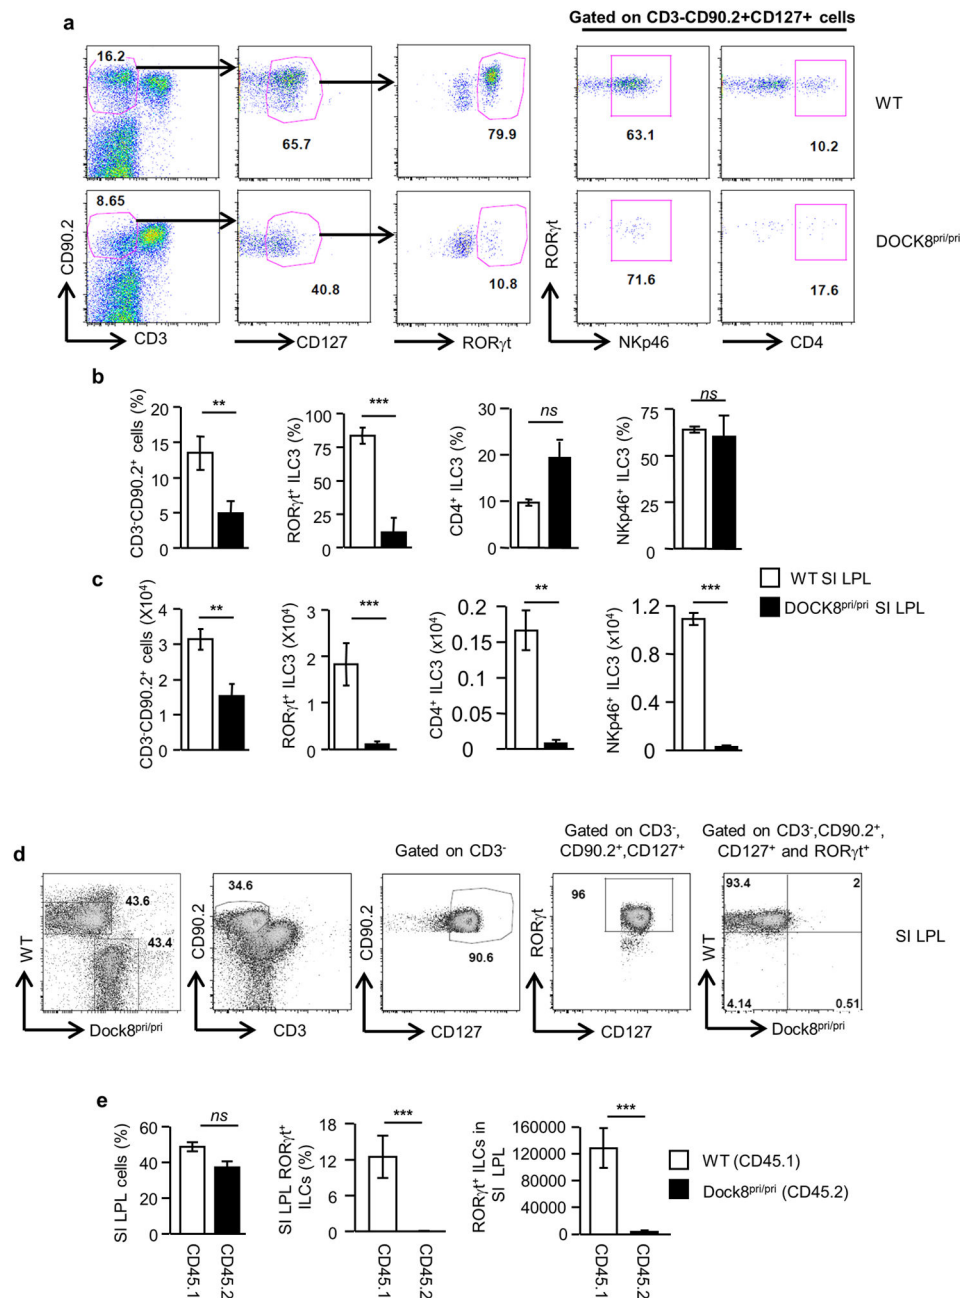 Gated on CD3-CD90.2+CD127+ cells
a
16.2
65.7
79.9
63.1
10.2
WT
8.65
40.8
10.8
71.6
17.6
DOCK8pri/pri
CD90.2
CD3
CD127
RORγt
RORγt
NKp46
CD4
b
CD3-CD90.2+ cells (%)
20
15
10
5
0
**
RORγt+ ILC3 (%)
100
75
50
25
0
***
CD4+ ILC3 (%)
30
20
10
0
ns
NKp46+ ILC3 (%)
75
50
25
0
ns
WT SI LPL
DOCK8pri/pri SI LPL
c
CD3-CD90.2+ cells (X10⁴)
4
3
2
1
0
**
RORγt+ ILC3 (X10⁴)
3
2
1
0
***
CD4+ ILC3 (x10⁴)
0.2
0.15
0.1
0.05
0
**
NKp46+ ILC3 (x10⁴)
1.2
0.8
0.4
0
***
d
Gated on CD3-
Gated on CD3-,
CD90.2+,CD127+
Gated on CD3-,CD90.2+,
CD127+ and RORγt+
43.6
43.4
WT
Dock8pri/pri
34.6
CD90.2
CD3
90.6
CD90.2
CD127
96
RORγt
CD127
93.4
2
4.14
0.51
WT
Dock8pri/pri
SI LPL
e
SI LPL cells (%)
60
40
20
0
ns
CD45.1
CD45.2
SI LPL RORγt+
ILCs (%)
18
12
6
0
***
CD45.1
CD45.2
RORγt+ ILCs in
SI LPL
160000
120000
80000
40000
0
***
CD45.1
CD45.2
WT (CD45.1)
Dock8pri/pri (CD45.2)